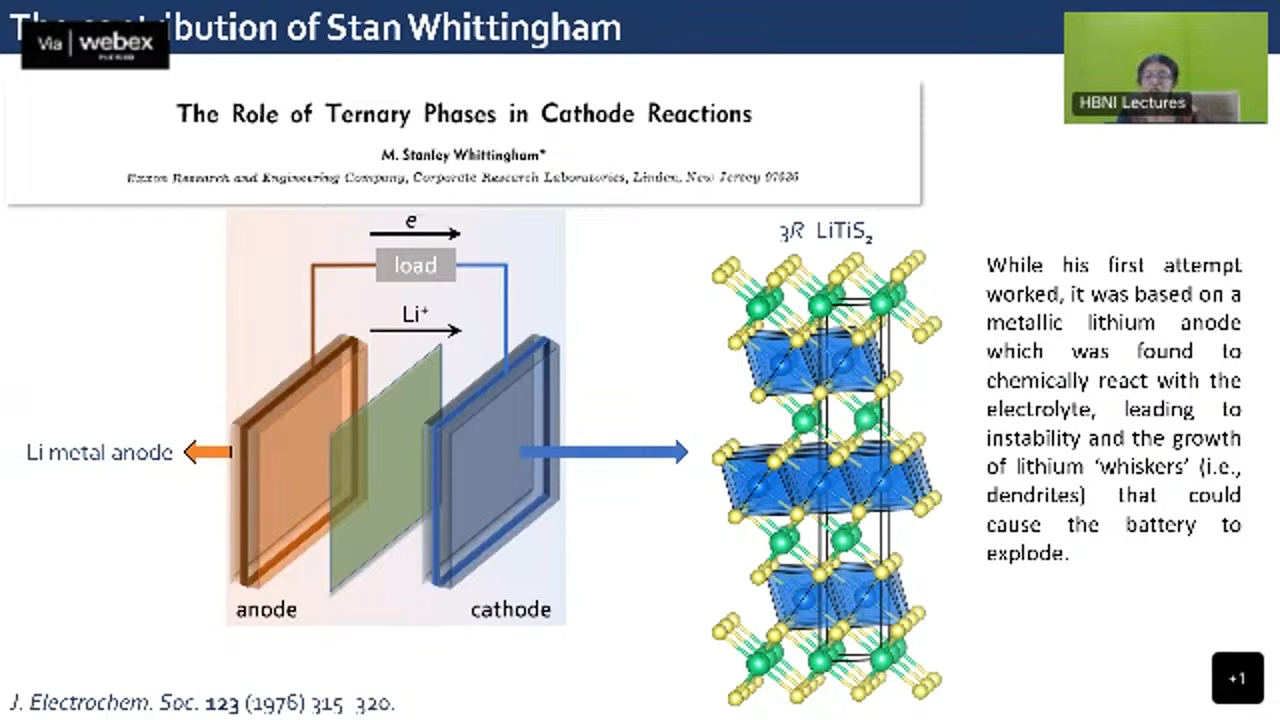 The contribution of Stan Whittingham
Via | webex
HBNI Lectures
The Role of Ternary Phases in Cathode Reactions
M. Stanley Whittingham*
Exxon Research and Engineering Company, Corporate Research Laboratories, Linden, New Jersey 07036
e
load
Li⁺
Li metal anode
anode
cathode
3R LiTiS₂
While his first attempt
worked, it was based on a
metallic lithium anode
which was found to
chemically react with the
electrolyte, leading to
instability and the growth
of lithium ‘whiskers’ (i.e.,
dendrites) that could
cause the battery to
explode.
+1
J. Electrochem. Soc. 123 (1976) 315 320.